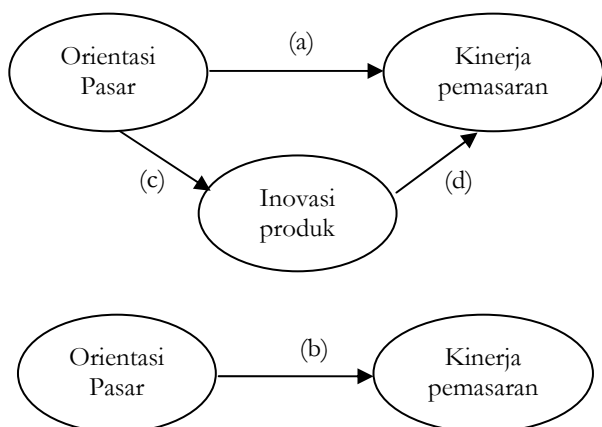 (a)
Orientasi
Pasar
Kinerja
pemasaran
(c)
(d)
Inovasi
produk
(b)
Orientasi
Pasar
Kinerja
pemasaran